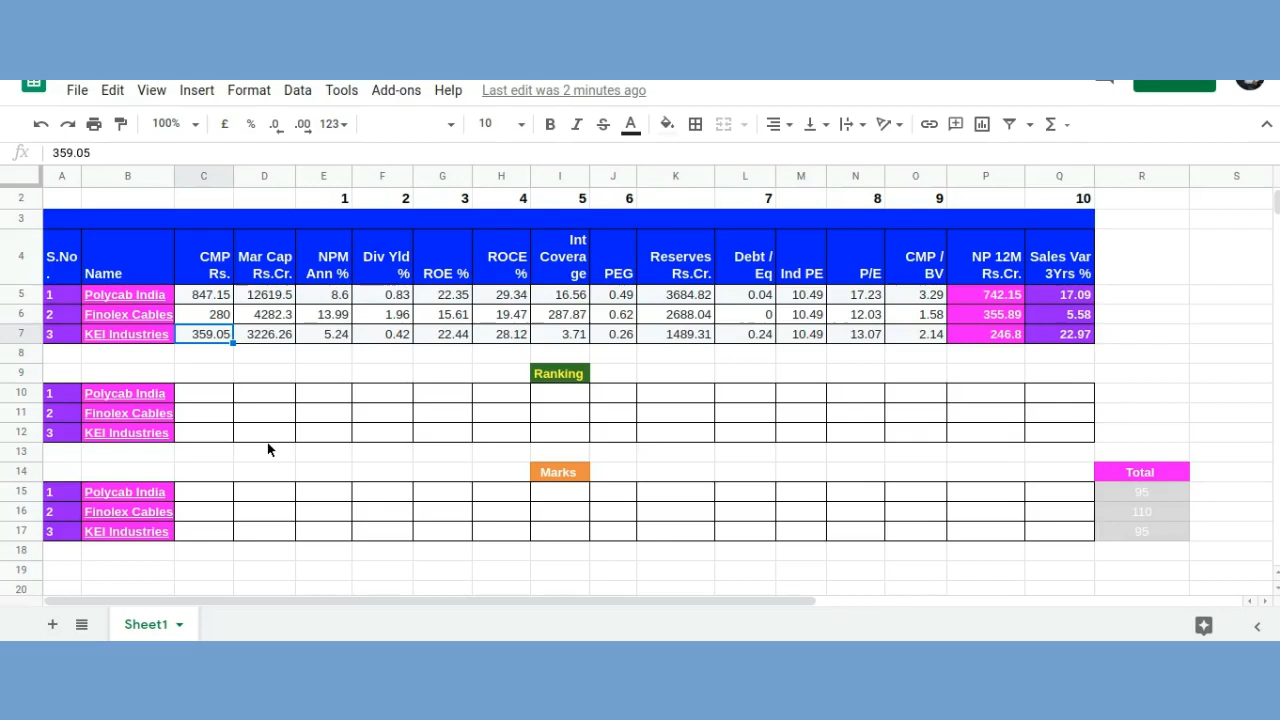 File Edit View Insert Format Data Tools Add-ons Help Last edit was 2 minutes ago
100% £ % .0 .00 123 10 B I S A Σ
fx 359.05
A B C D E F G H I J K L M N O P Q R S
2 1 2 3 4 5 6 7 8 9 10
3
4 S.No. Name CMP Rs. Mar Cap Rs.Cr. NPM Ann % Div Yld % ROE % ROCE % Int Coverage PEG Reserves Rs.Cr. Debt / Eq Ind PE P/E CMP / BV NP 12M Rs.Cr. Sales Var 3Yrs %
5 1 Polycab India 847.15 12619.5 8.6 0.83 22.35 29.34 16.56 0.49 3684.82 0.04 10.49 17.23 3.29 742.15 17.09
6 2 Finolex Cables 280 4282.3 13.99 1.96 15.61 19.47 287.87 0.62 2688.04 0 10.49 12.03 1.58 355.89 5.58
7 3 KEI Industries 359.05 3226.26 5.24 0.42 22.44 28.12 3.71 0.26 1489.31 0.24 10.49 13.07 2.14 246.8 22.97
8
9 Ranking
10 1 Polycab India
11 2 Finolex Cables
12 3 KEI Industries
13
14 Marks Total
15 1 Polycab India 95
16 2 Finolex Cables 110
17 3 KEI Industries 95
18
19
20
Sheet1